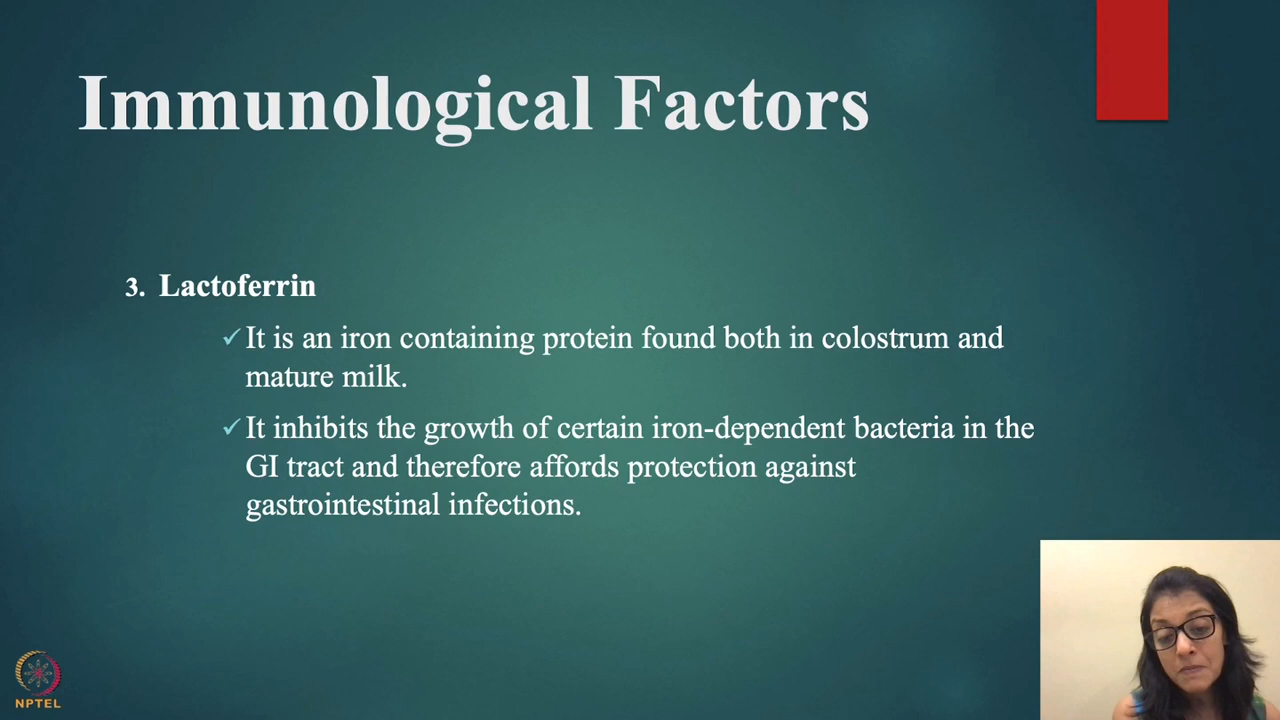 Immunological Factors
3. Lactoferrin
✓It is an iron containing protein found both in colostrum and
mature milk.
✓It inhibits the growth of certain iron-dependent bacteria in the
GI tract and therefore affords protection against
gastrointestinal infections.
NPTEL